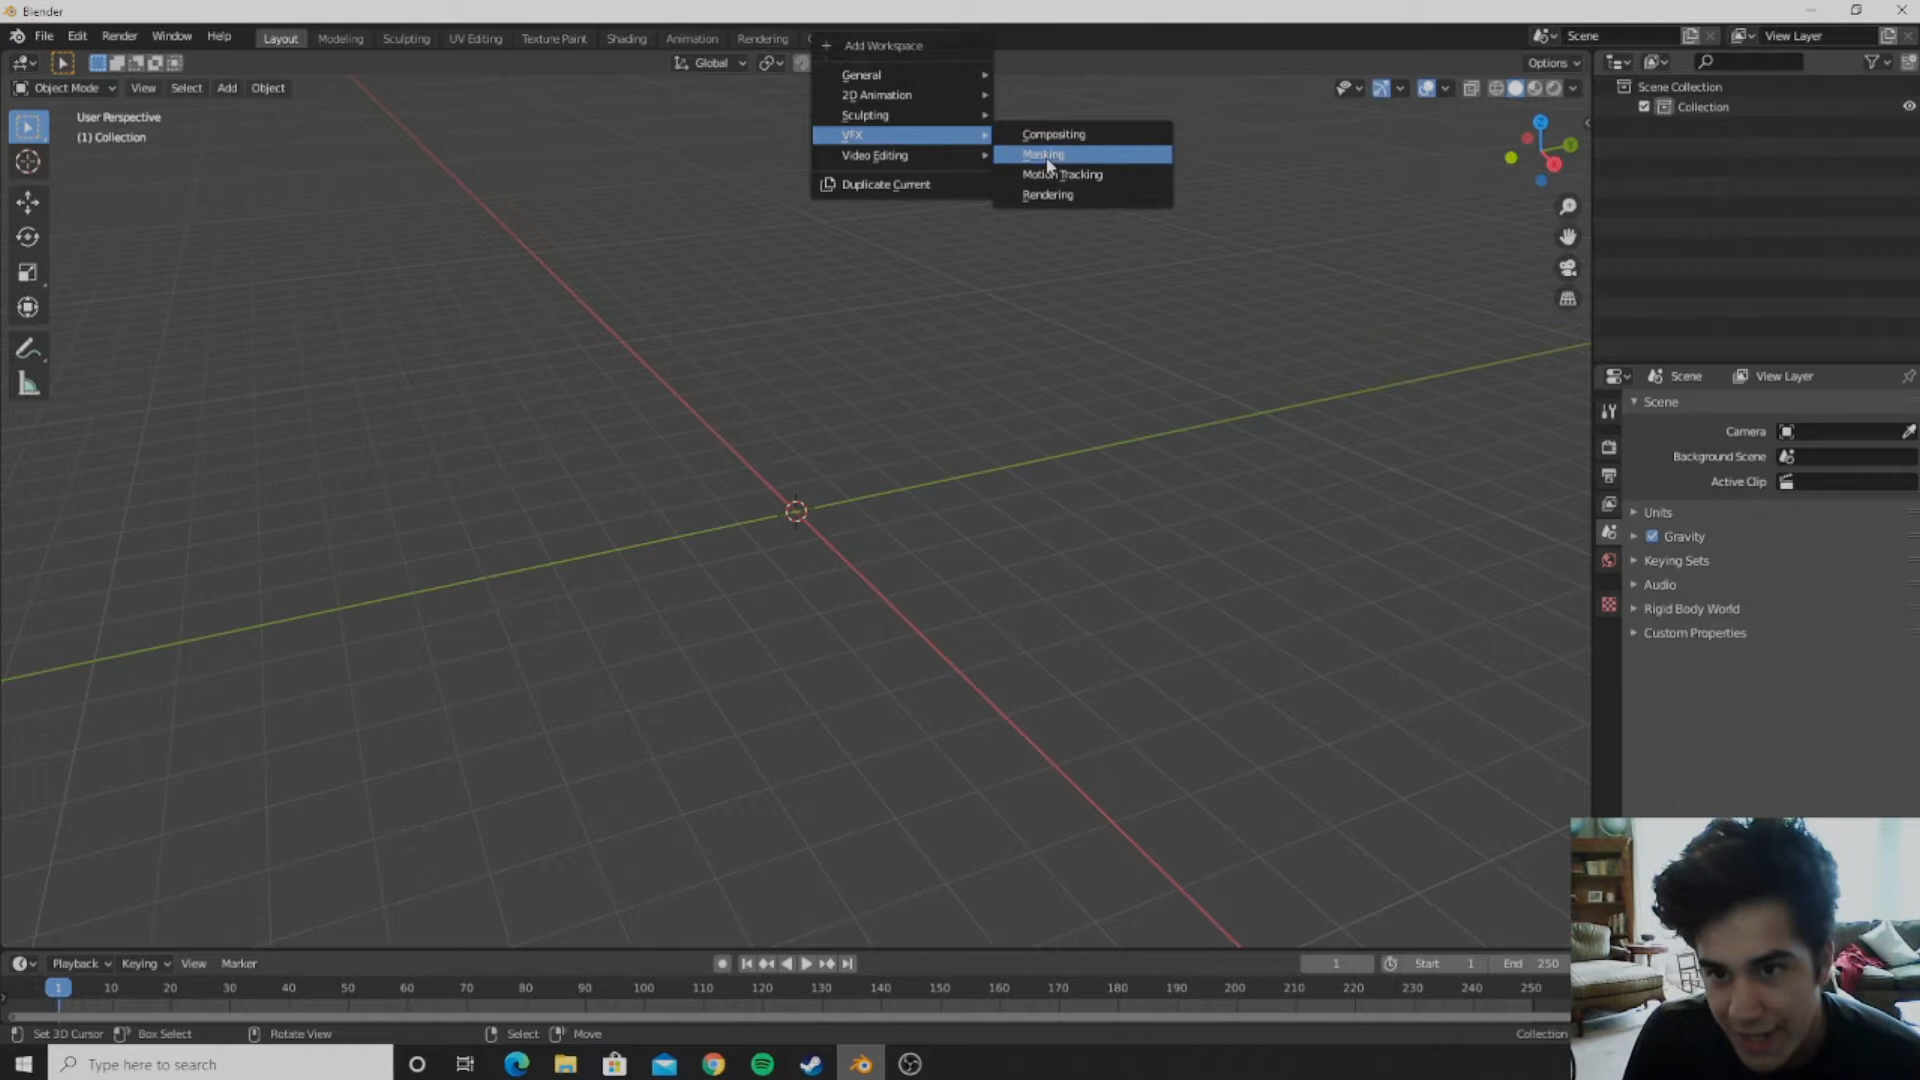 Blender
File Edit Render Window Help Layout Modeling Sculpting UV Editing Texture Paint Shading Animation Rendering
Add Workspace
General
2D Animation
Sculpting
VFX
Video Editing
Duplicate Current
Compositing
Masking
Motion Tracking
Rendering
Scene View Layer
Global
Options
Object Mode View Select Add Object
User Perspective
(1) Collection
Z
Y
X
Scene Collection
Collection
Scene View Layer
Scene
Camera
Background Scene
Active Clip
Units
Gravity
Keying Sets
Audio
Rigid Body World
Custom Properties
Playback Keying View Marker
1 Start 1 End 250
1 10 20 30 40 50 60 70 80 90 100 110 120 130 140 150 160 170 180 190 200 210 220 230 240 250
Set 3D Cursor Box Select Rotate View Select Move Collection
Type here to search